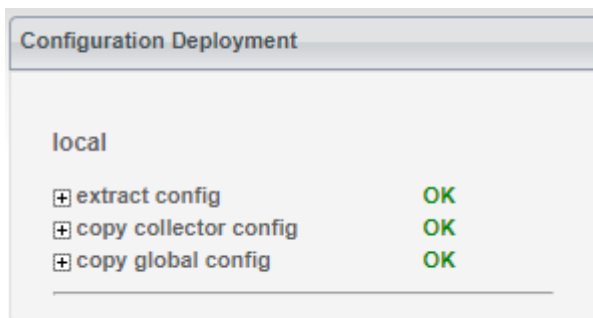 Configuration Deployment
local
extract config OK
copy collector config OK
copy global config OK